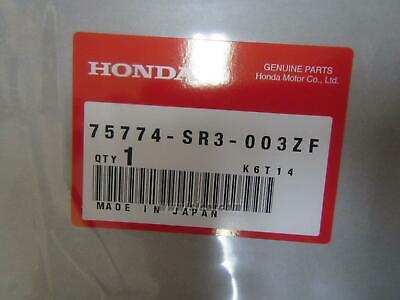 HONDA
GENUINE PARTS
Honda Motor Co., Ltd.
75774-SR3-003ZF
QTY 1
K6T14
MADE IN JAPAN